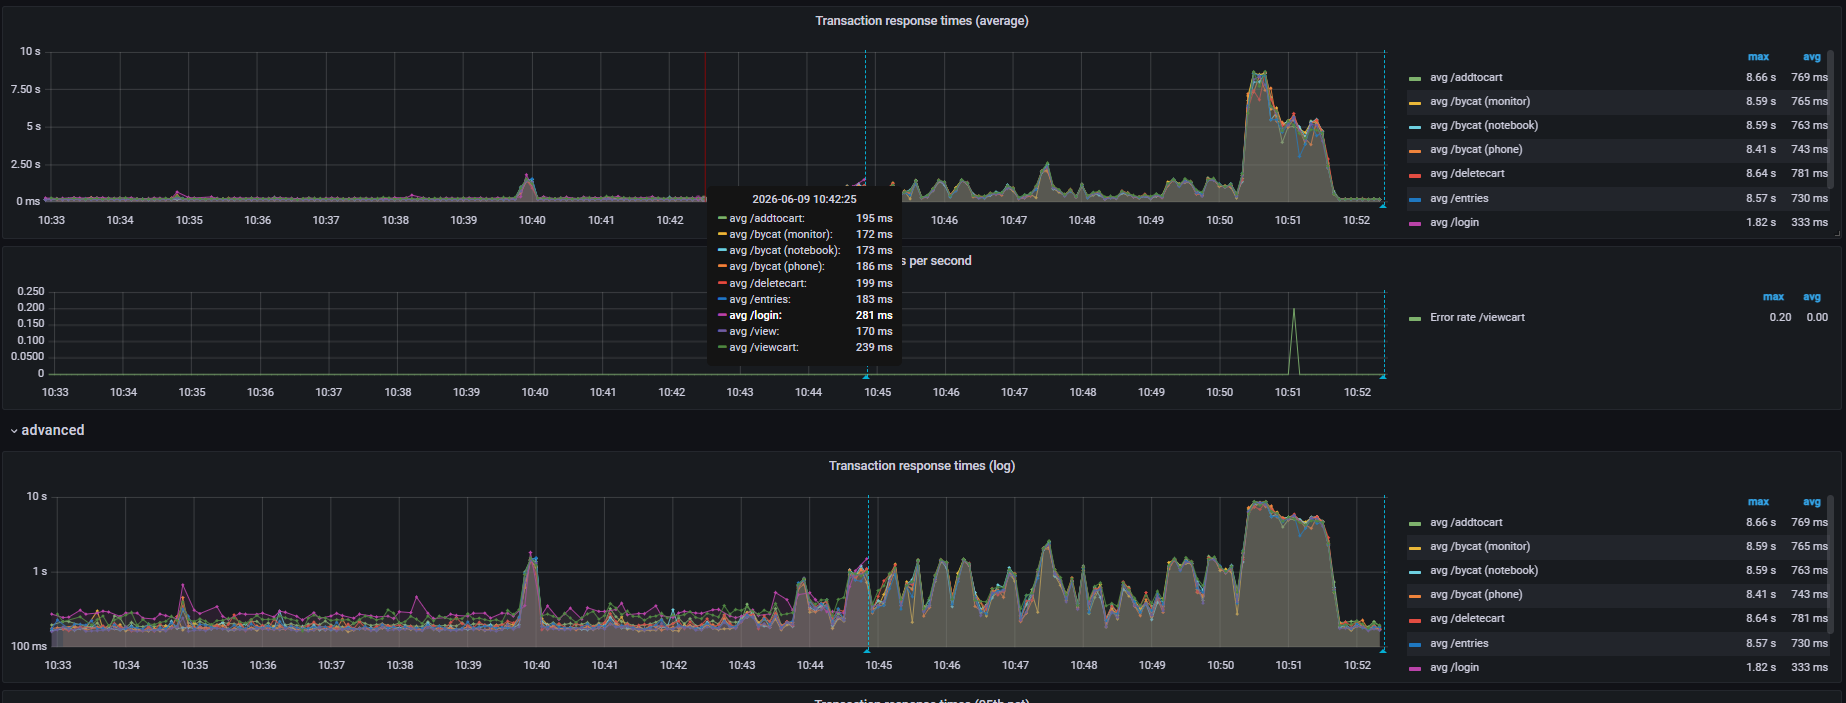 Transaction response times (average)
10 s
7.50 s
5 s
2.50 s
0 ms
10:33 10:34 10:35 10:36 10:37 10:38 10:39 10:40 10:41 10:42 10:46 10:47 10:48 10:49 10:50 10:51 10:52
max avg
avg /addtocart 8.66 s 769 ms
avg /bycat (monitor) 8.59 s 765 ms
avg /bycat (notebook) 8.59 s 763 ms
avg /bycat (phone) 8.41 s 743 ms
avg /deletecart 8.64 s 781 ms
avg /entries 8.57 s 730 ms
avg /login 1.82 s 333 ms
2026-06-09 10:42:25
avg /addtocart: 195 ms
avg /bycat (monitor): 172 ms
avg /bycat (notebook): 173 ms
avg /bycat (phone): 186 ms
avg /deletecart: 199 ms
avg /entries: 183 ms
avg /login: 281 ms
avg /view: 170 ms
avg /viewcart: 239 ms
s per second
0.250
0.200
0.150
0.100
0.0500
0
10:33 10:34 10:35 10:36 10:37 10:38 10:39 10:40 10:41 10:42 10:43 10:44 10:45 10:46 10:47 10:48 10:49 10:50 10:51 10:52
max avg
Error rate /viewcart 0.20 0.00
advanced
Transaction response times (log)
10 s
1 s
100 ms
10:33 10:34 10:35 10:36 10:37 10:38 10:39 10:40 10:41 10:42 10:43 10:44 10:45 10:46 10:47 10:48 10:49 10:50 10:51 10:52
max avg
avg /addtocart 8.66 s 769 ms
avg /bycat (monitor) 8.59 s 765 ms
avg /bycat (notebook) 8.59 s 763 ms
avg /bycat (phone) 8.41 s 743 ms
avg /deletecart 8.64 s 781 ms
avg /entries 8.57 s 730 ms
avg /login 1.82 s 333 ms
Transaction response times (95th pct)